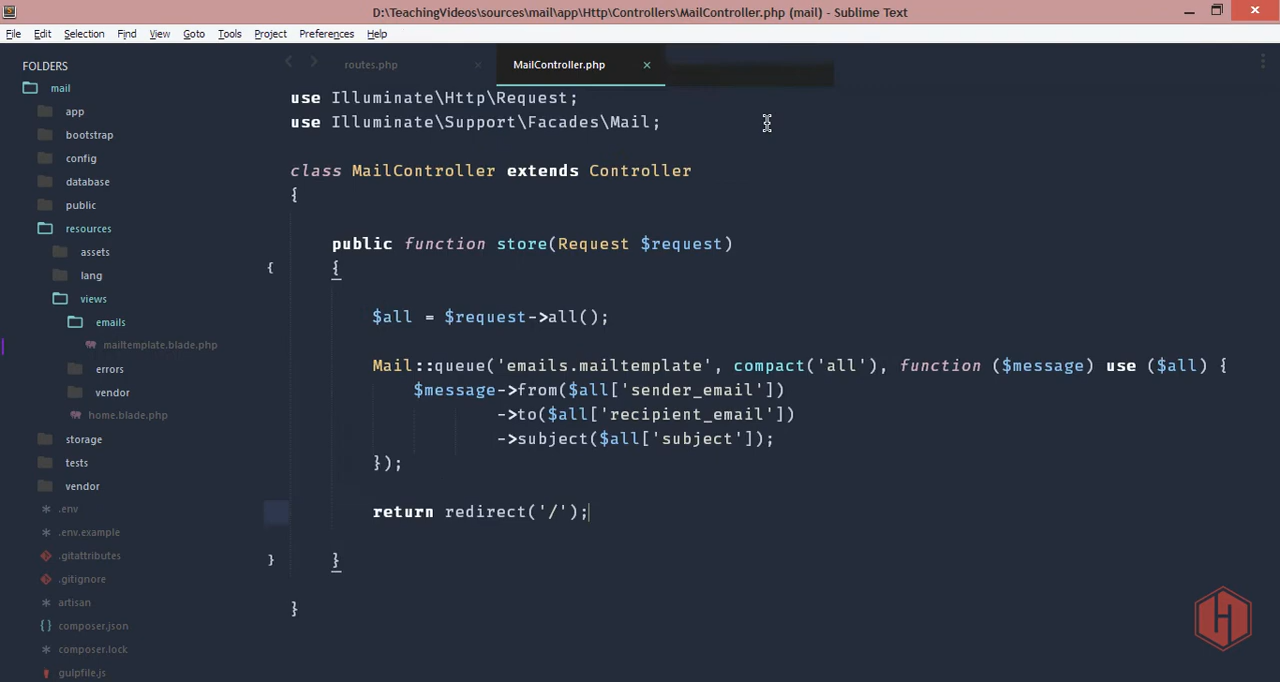 D:\TeachingVideos\sources\mail\app\Http\Controllers\MailController.php (mail) - Sublime Text
File Edit Selection Find View Goto Tools Project Preferences Help
FOLDERS
mail
app
bootstrap
config
database
public
resources
assets
lang
views
emails
mailtemplate.blade.php
errors
vendor
home.blade.php
storage
tests
vendor
.env
.env.example
.gitattributes
.gitignore
artisan
composer.json
composer.lock
gulpfile.js
routes.php
MailController.php
use Illuminate\Http\Request;
use Illuminate\Support\Facades\Mail;
class MailController extends Controller
{
public function store(Request $request)
{
$all = $request->all();
Mail::queue('emails.mailtemplate', compact('all'), function ($message) use ($all) {
$message->from($all['sender_email'])
->to($all['recipient_email'])
->subject($all['subject']);
});
return redirect('/');
}
}
H